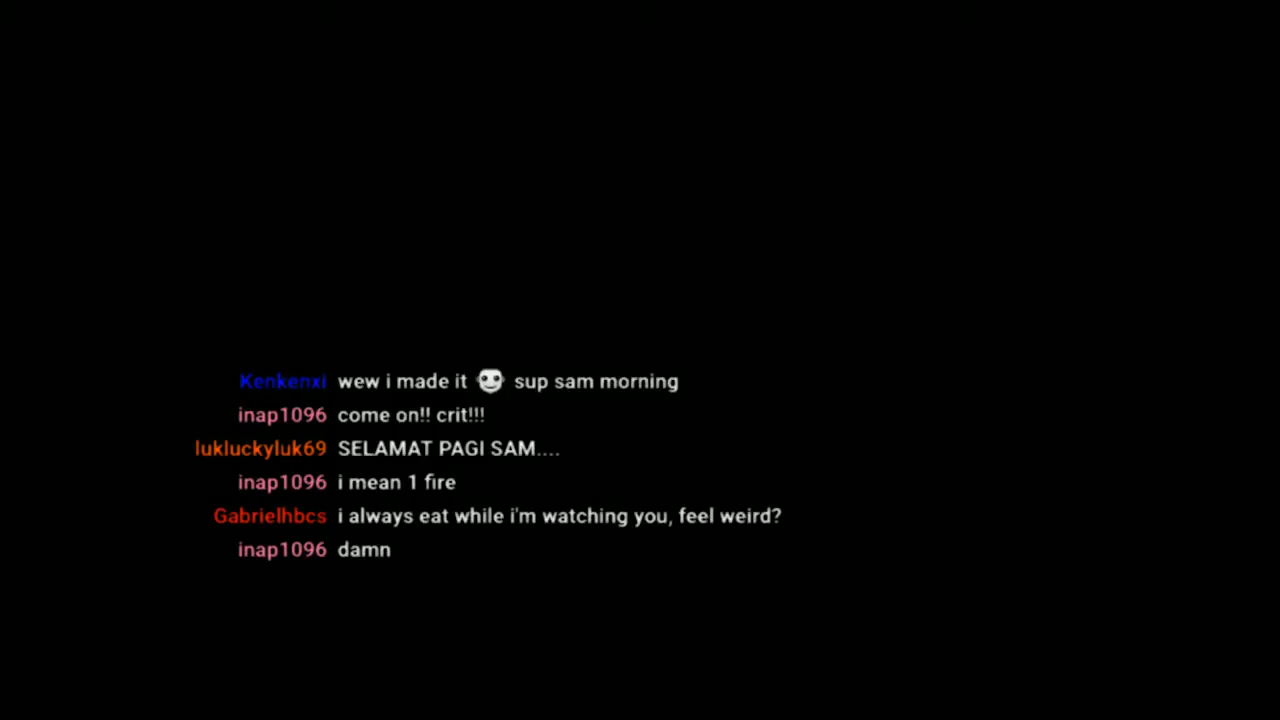 Kenkenxi wew i made it sup sam morning
inap1096 come on!! crit!!!
lukluckyluk69 SELAMAT PAGI SAM....
inap1096 i mean 1 fire
Gabrielhbcs i always eat while i'm watching you, feel weird?
inap1096 damn